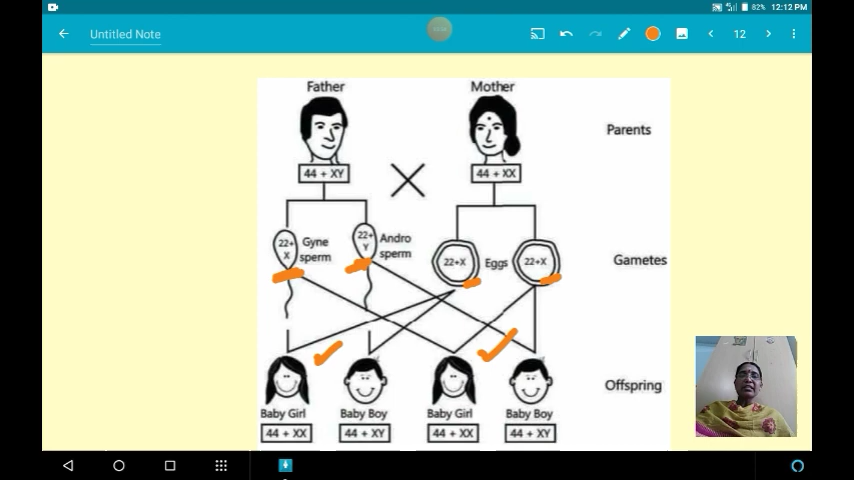 82% 12:12 PM
Untitled Note
12
Father Mother
Parents
44 + XY 44 + XX
22+ X Gyne sperm 22+ Y Andro sperm 22+X Eggs 22+X Gametes
Offspring
Baby Girl Baby Boy Baby Girl Baby Boy
44 + XX 44 + XY 44 + XX 44 + XY